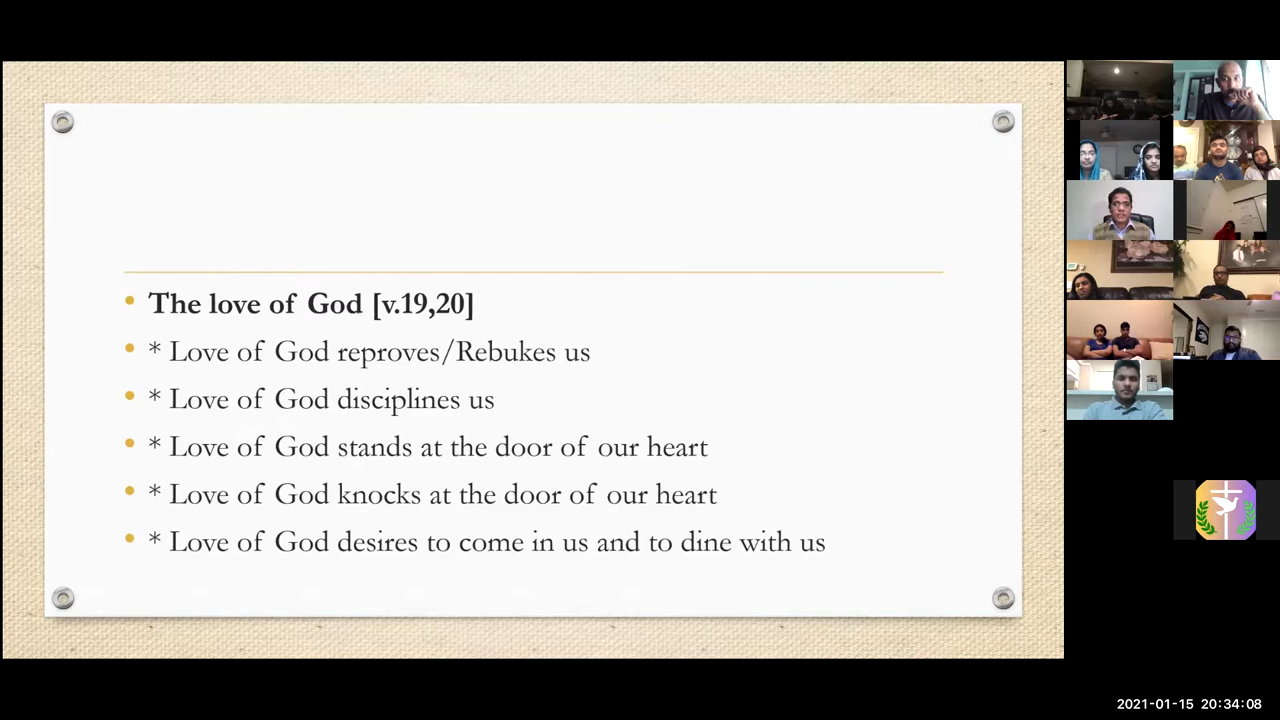 The love of God [v.19,20]
* Love of God reproves/Rebukes us
* Love of God disciplines us
* Love of God stands at the door of our heart
* Love of God knocks at the door of our heart
* Love of God desires to come in us and to dine with us
2021-01-15 20:34:08